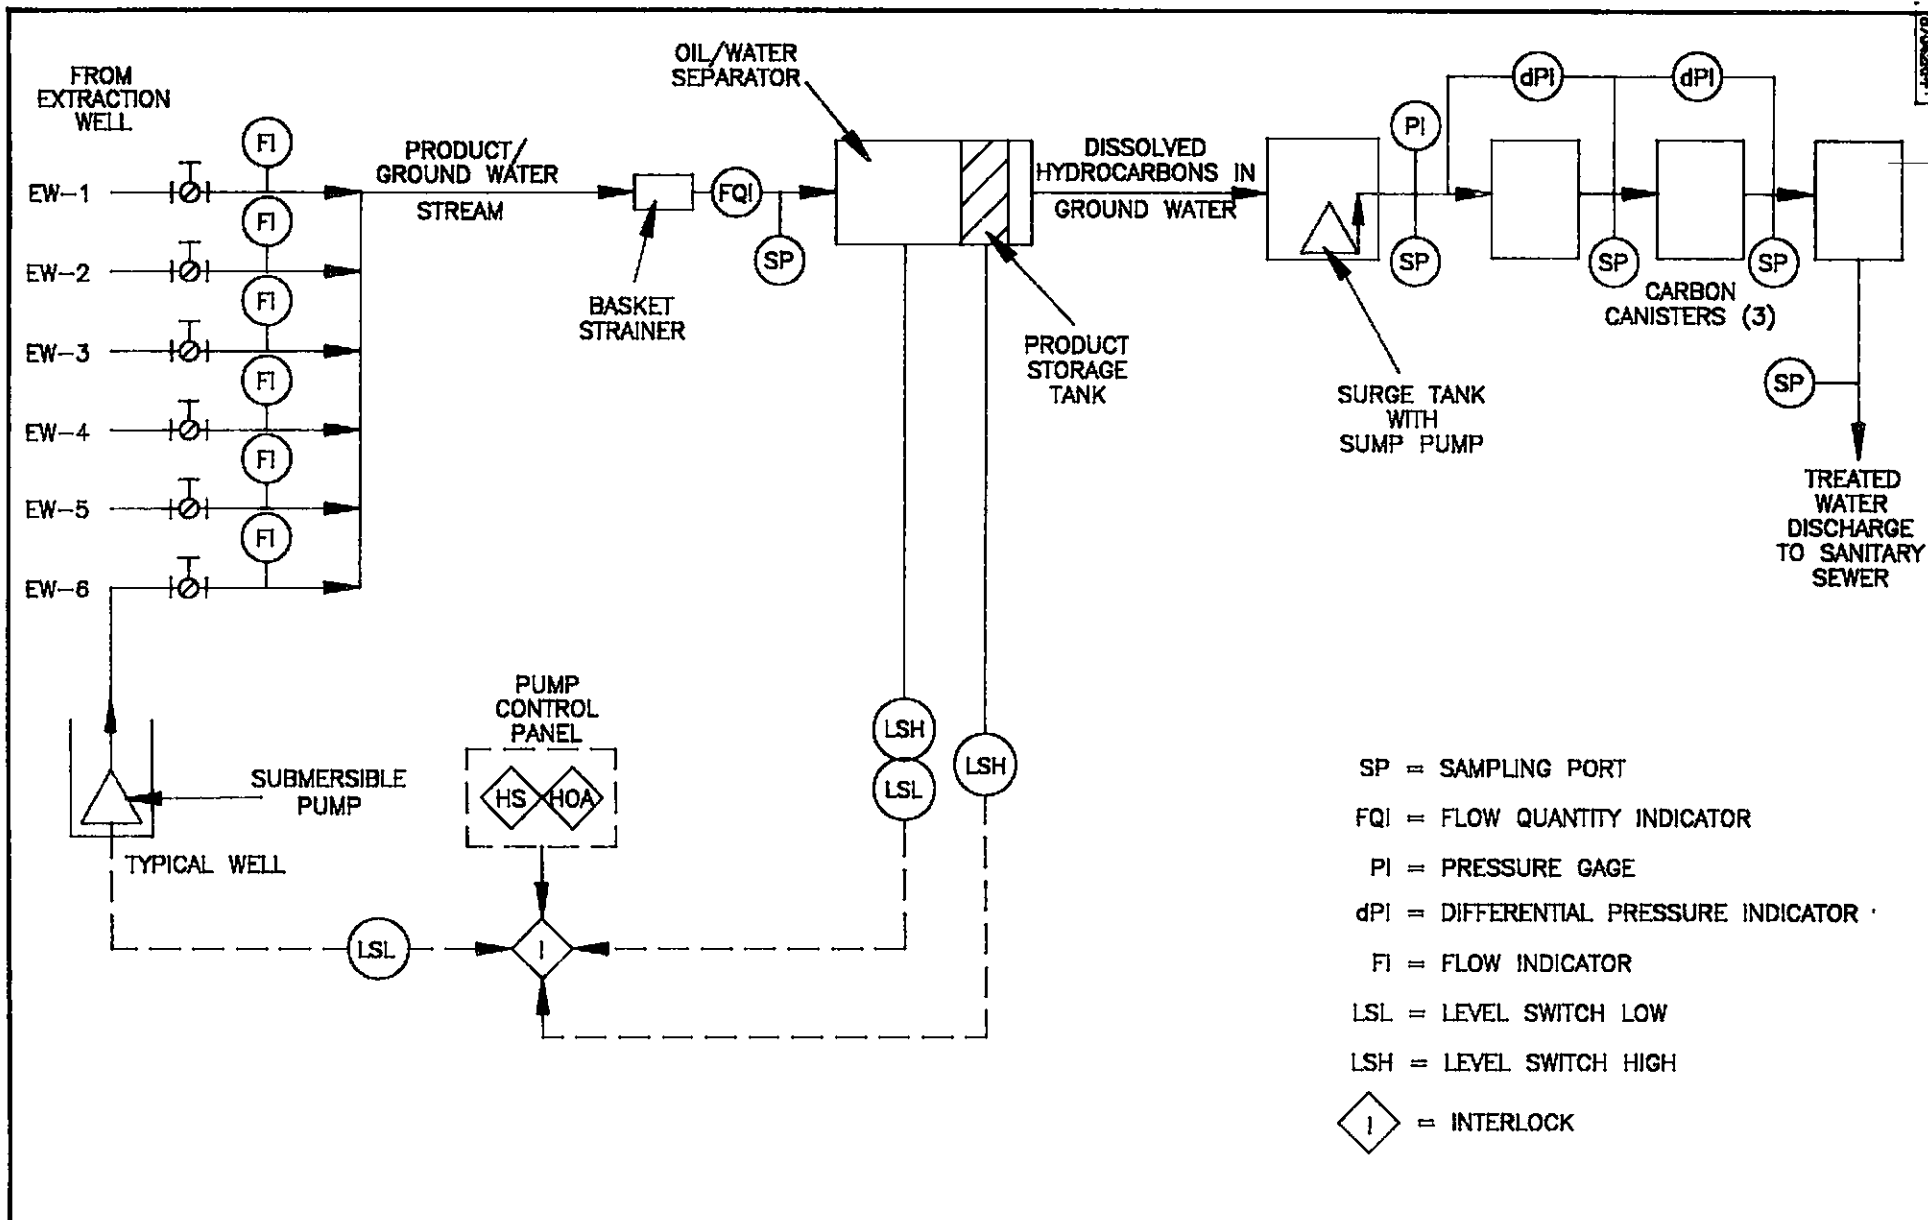 FROM
EXTRACTION
WELL
EW-1
EW-2
EW-3
EW-4
EW-5
EW-6
FI
FI
FI
FI
FI
FI
PRODUCT/
GROUND WATER
STREAM
BASKET
STRAINER
FQI
SP
OIL/WATER
SEPARATOR
DISSOLVED
HYDROCARBONS IN
GROUND WATER
PRODUCT
STORAGE
TANK
SURGE TANK
WITH
SUMP PUMP
PI
SP
dPI
dPI
SP
SP
CARBON
CANISTERS (3)
SP
TREATED
WATER
DISCHARGE
TO SANITARY
SEWER
SUBMERSIBLE
PUMP
TYPICAL WELL
PUMP
CONTROL
PANEL
HS
HOA
LSL
I
LSH
LSL
LSH
SP = SAMPLING PORT
FQI = FLOW QUANTITY INDICATOR
PI = PRESSURE GAGE
dPI = DIFFERENTIAL PRESSURE INDICATOR
FI = FLOW INDICATOR
LSL = LEVEL SWITCH LOW
LSH = LEVEL SWITCH HIGH
I = INTERLOCK